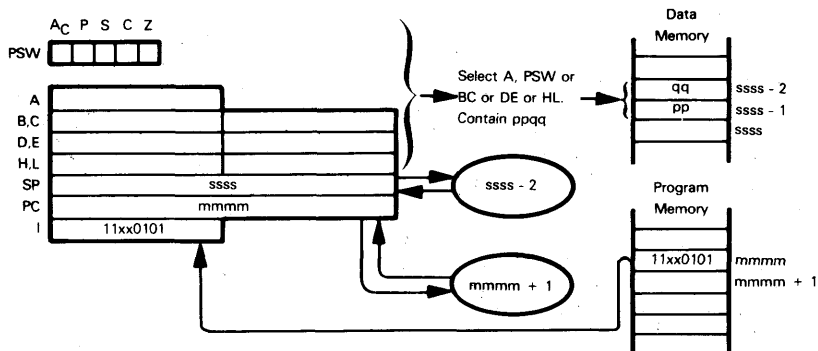 Ac P S C Z
PSW
A
B,C
D,E
H,L
SP ssss
PC mmmm
I 11xx0101
Select A, PSW or
BC or DE or HL.
Contain ppqq
ssss - 2
mmmm + 1
Data
Memory
qq ssss - 2
pp ssss - 1
ssss
Program
Memory
11xx0101 mmmm
mmmm + 1